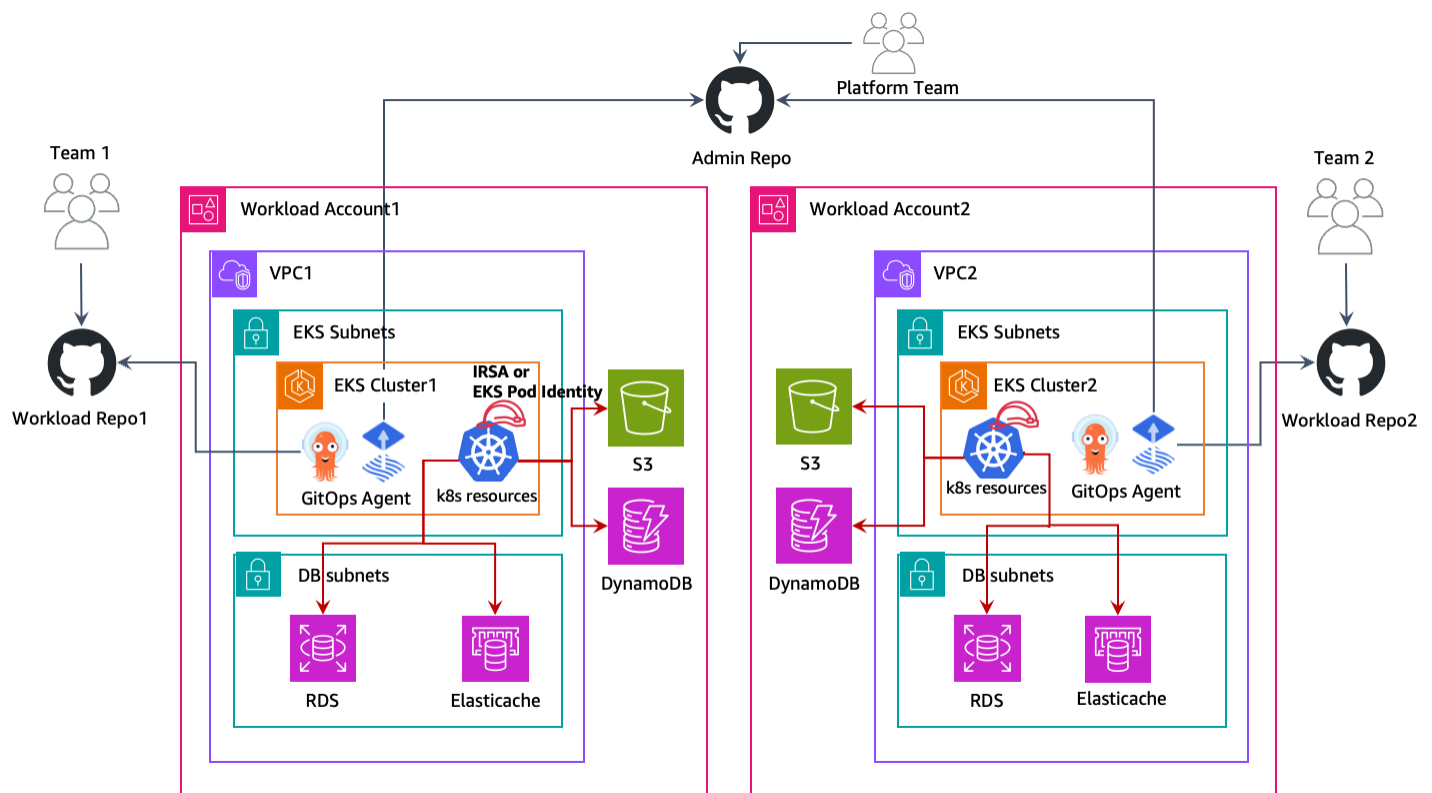 Platform Team
Admin Repo
Team 1
Team 2
Workload Account1
Workload Account2
VPC1
VPC2
EKS Subnets
EKS Subnets
IRSA or
EKS Pod Identity
EKS Cluster1
EKS Cluster2
Workload Repo1
Workload Repo2
S3
S3
GitOps Agent
k8s resources
k8s resources
GitOps Agent
DB subnets
DynamoDB
DynamoDB
DB subnets
RDS
Elasticache
RDS
Elasticache